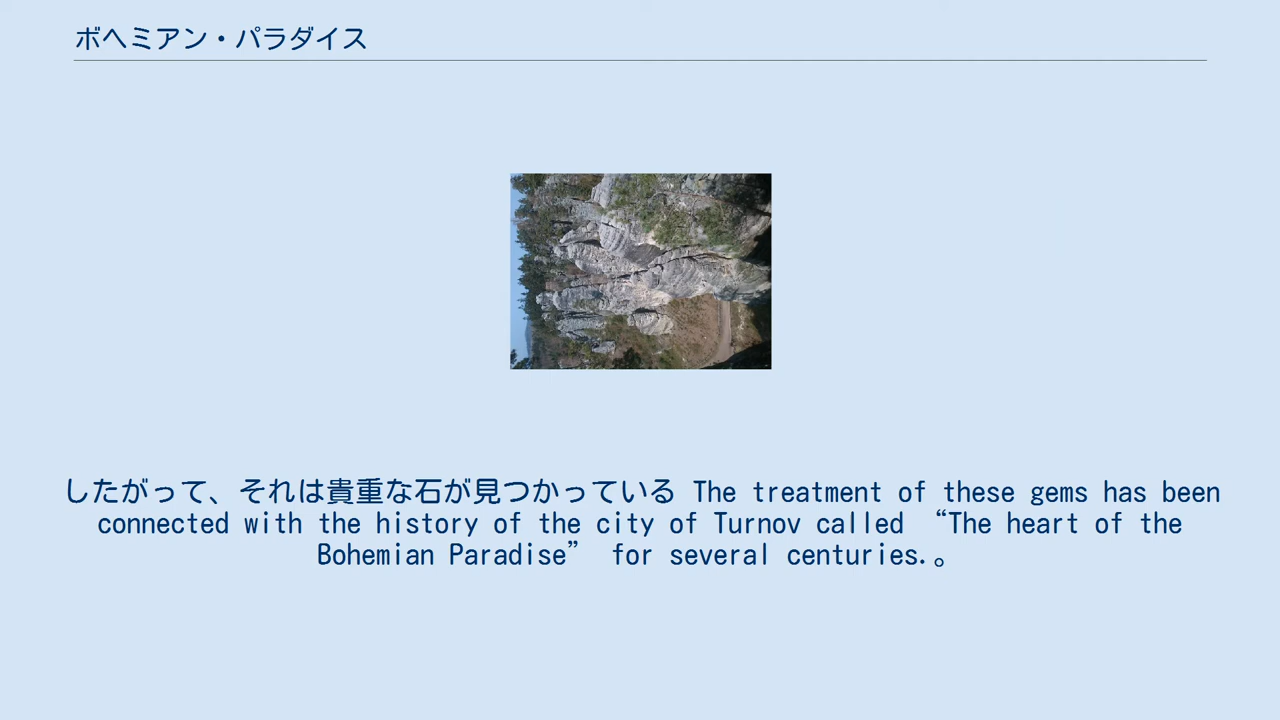 ボヘミアン・パラダイス
したがって、それは貴重な石が見つかっている The treatment of these gems has been
connected with the history of the city of Turnov called “The heart of the
Bohemian Paradise” for several centuries.。